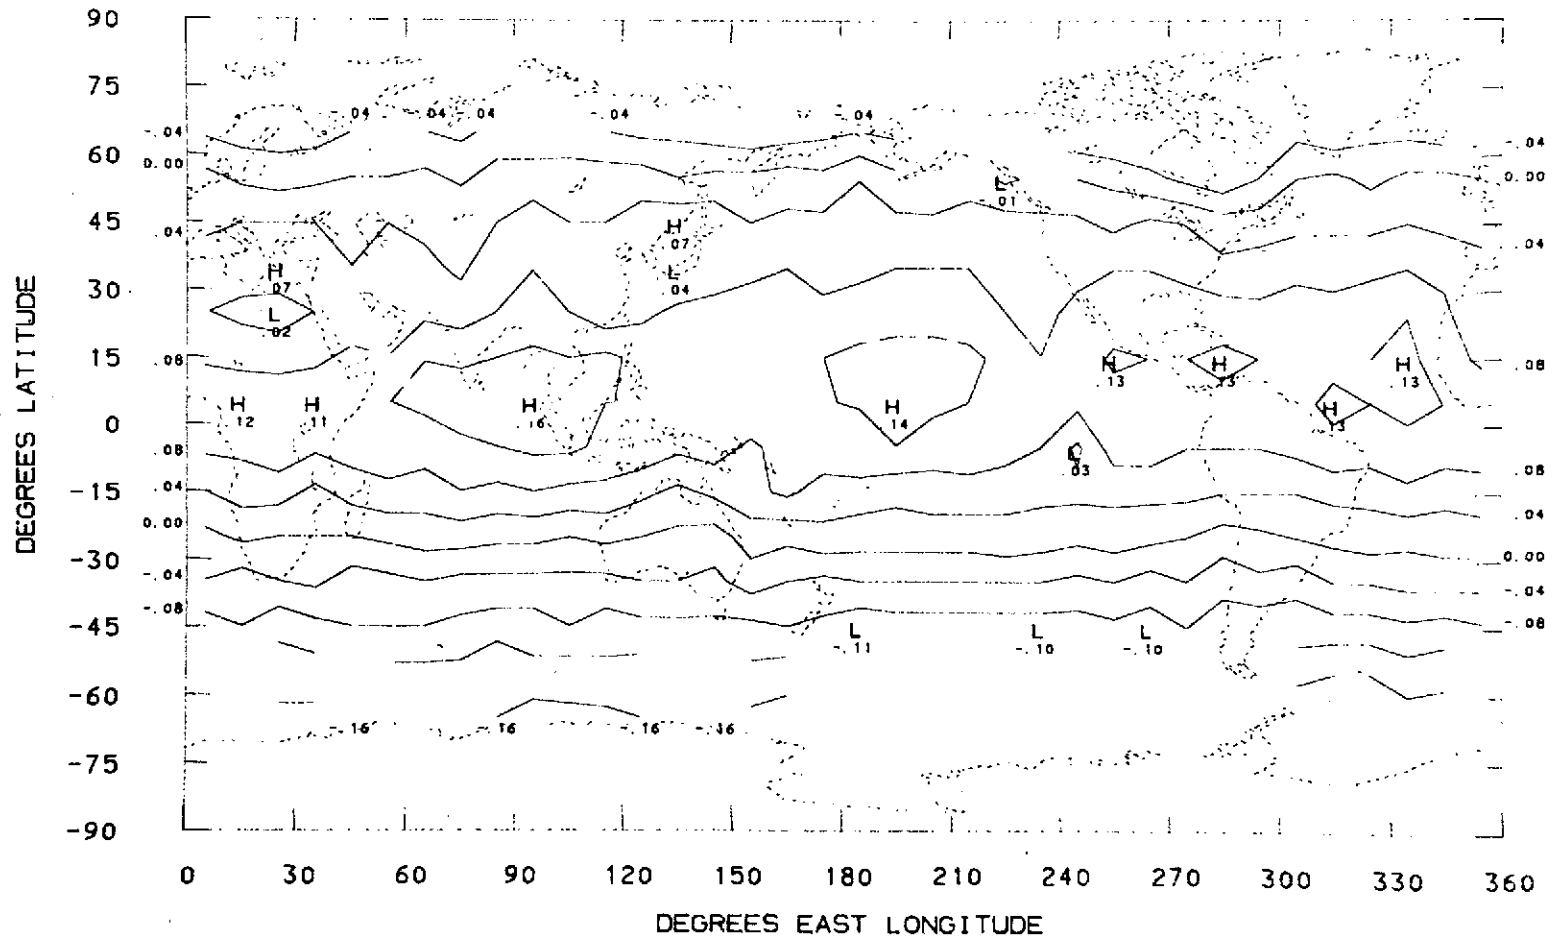 90
75
60
45
30
15
0
-15
-30
-45
-60
-75
-90
DEGREES LATITUDE
-.04 -.04 -.04 -.04 -.04
-.04
-.04
0.00
0.00
L
-.01
.04
H
.07
.04
H
.07
L
.04
L
.02
.08
H
.13
H
.13
H
.13
.08
H
.12
H
.11
H
.16
H
.14
H
.13
.08
.03
.08
.04
.04
0.00
0.00
-.04
-.04
-.08
-.08
L
-.11
L
-.10
L
-.10
-.16 -.16 -.16 -.16
0 30 60 90 120 150 180 210 240 270 300 330 360
DEGREES EAST LONGITUDE